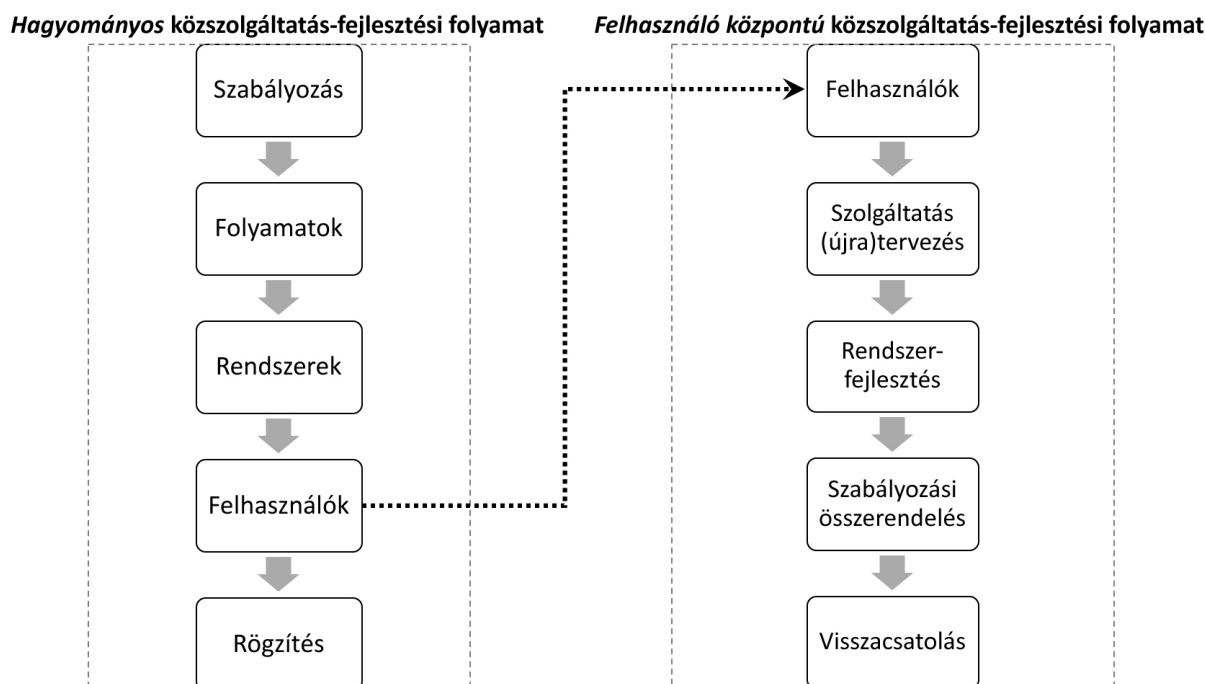 Hagyományos közszolgáltatás-fejlesztési folyamat
Szabályozás
Folyamatok
Rendszerek
Felhasználók
Rögzítés
Felhasználó központú közszolgáltatás-fejlesztési folyamat
Felhasználók
Szolgáltatás
(újra)tervezés
Rendszer-
fejlesztés
Szabályozási
összerendelés
Visszacsatolás